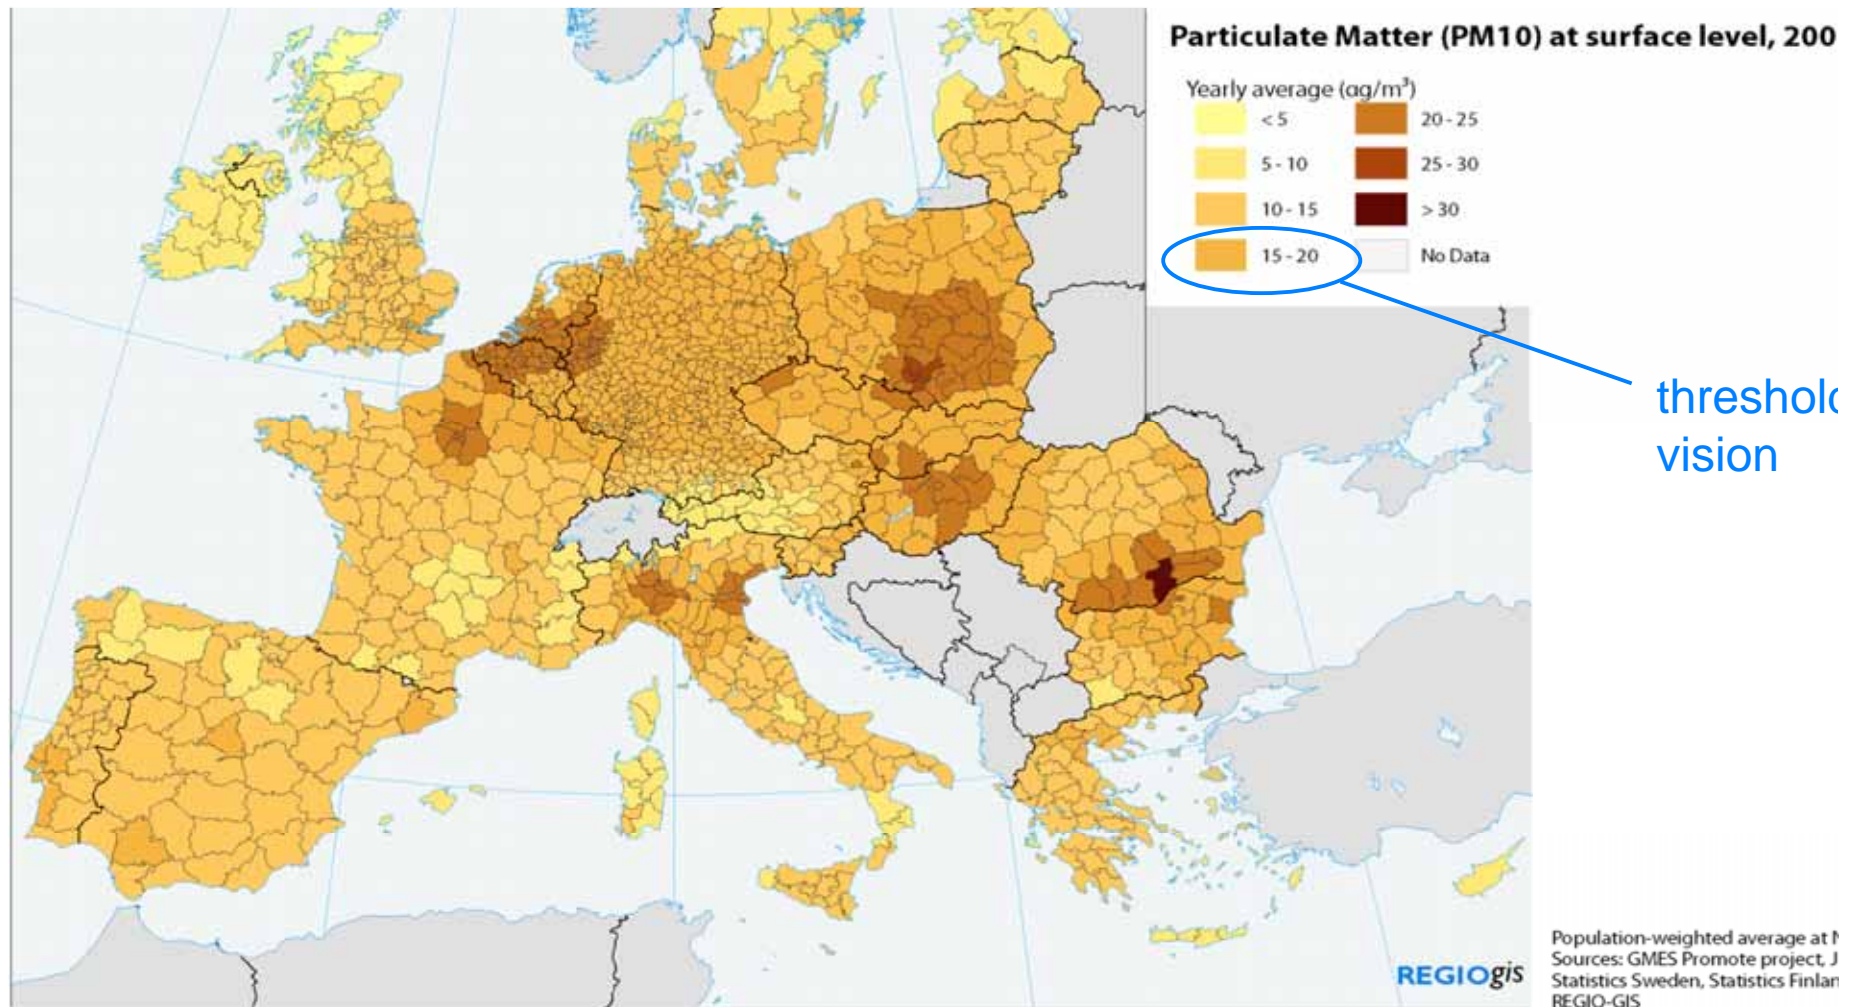 Particulate Matter (PM10) at surface level, 200
Yearly average (αg/m³)
< 5
5 - 10
10 - 15
15 - 20
20 - 25
25 - 30
> 30
No Data
threshold
vision
REGIOgis
Population-weighted average at N
Sources: GMES Promote project, J
Statistics Sweden, Statistics Finlan
REGIO-GIS